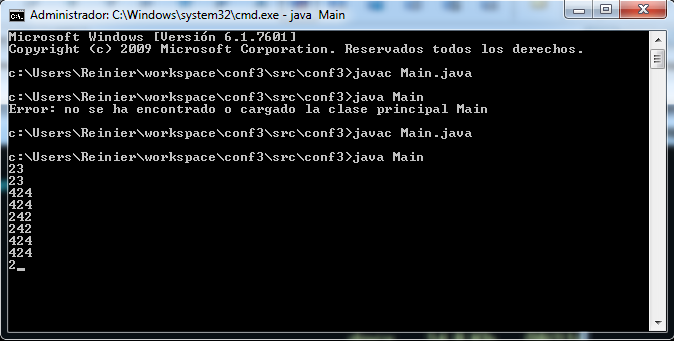 Administrador: C:\Windows\system32\cmd.exe - java  Main
Microsoft Windows [Versión 6.1.7601]
Copyright (c) 2009 Microsoft Corporation. Reservados todos los derechos.
c:\Users\Reinier\workspace\conf3\src\conf3>javac Main.java
c:\Users\Reinier\workspace\conf3\src\conf3>java Main
Error: no se ha encontrado o cargado la clase principal Main
c:\Users\Reinier\workspace\conf3\src\conf3>javac Main.java
c:\Users\Reinier\workspace\conf3\src\conf3>java Main
23
23
424
424
242
242
424
424
2